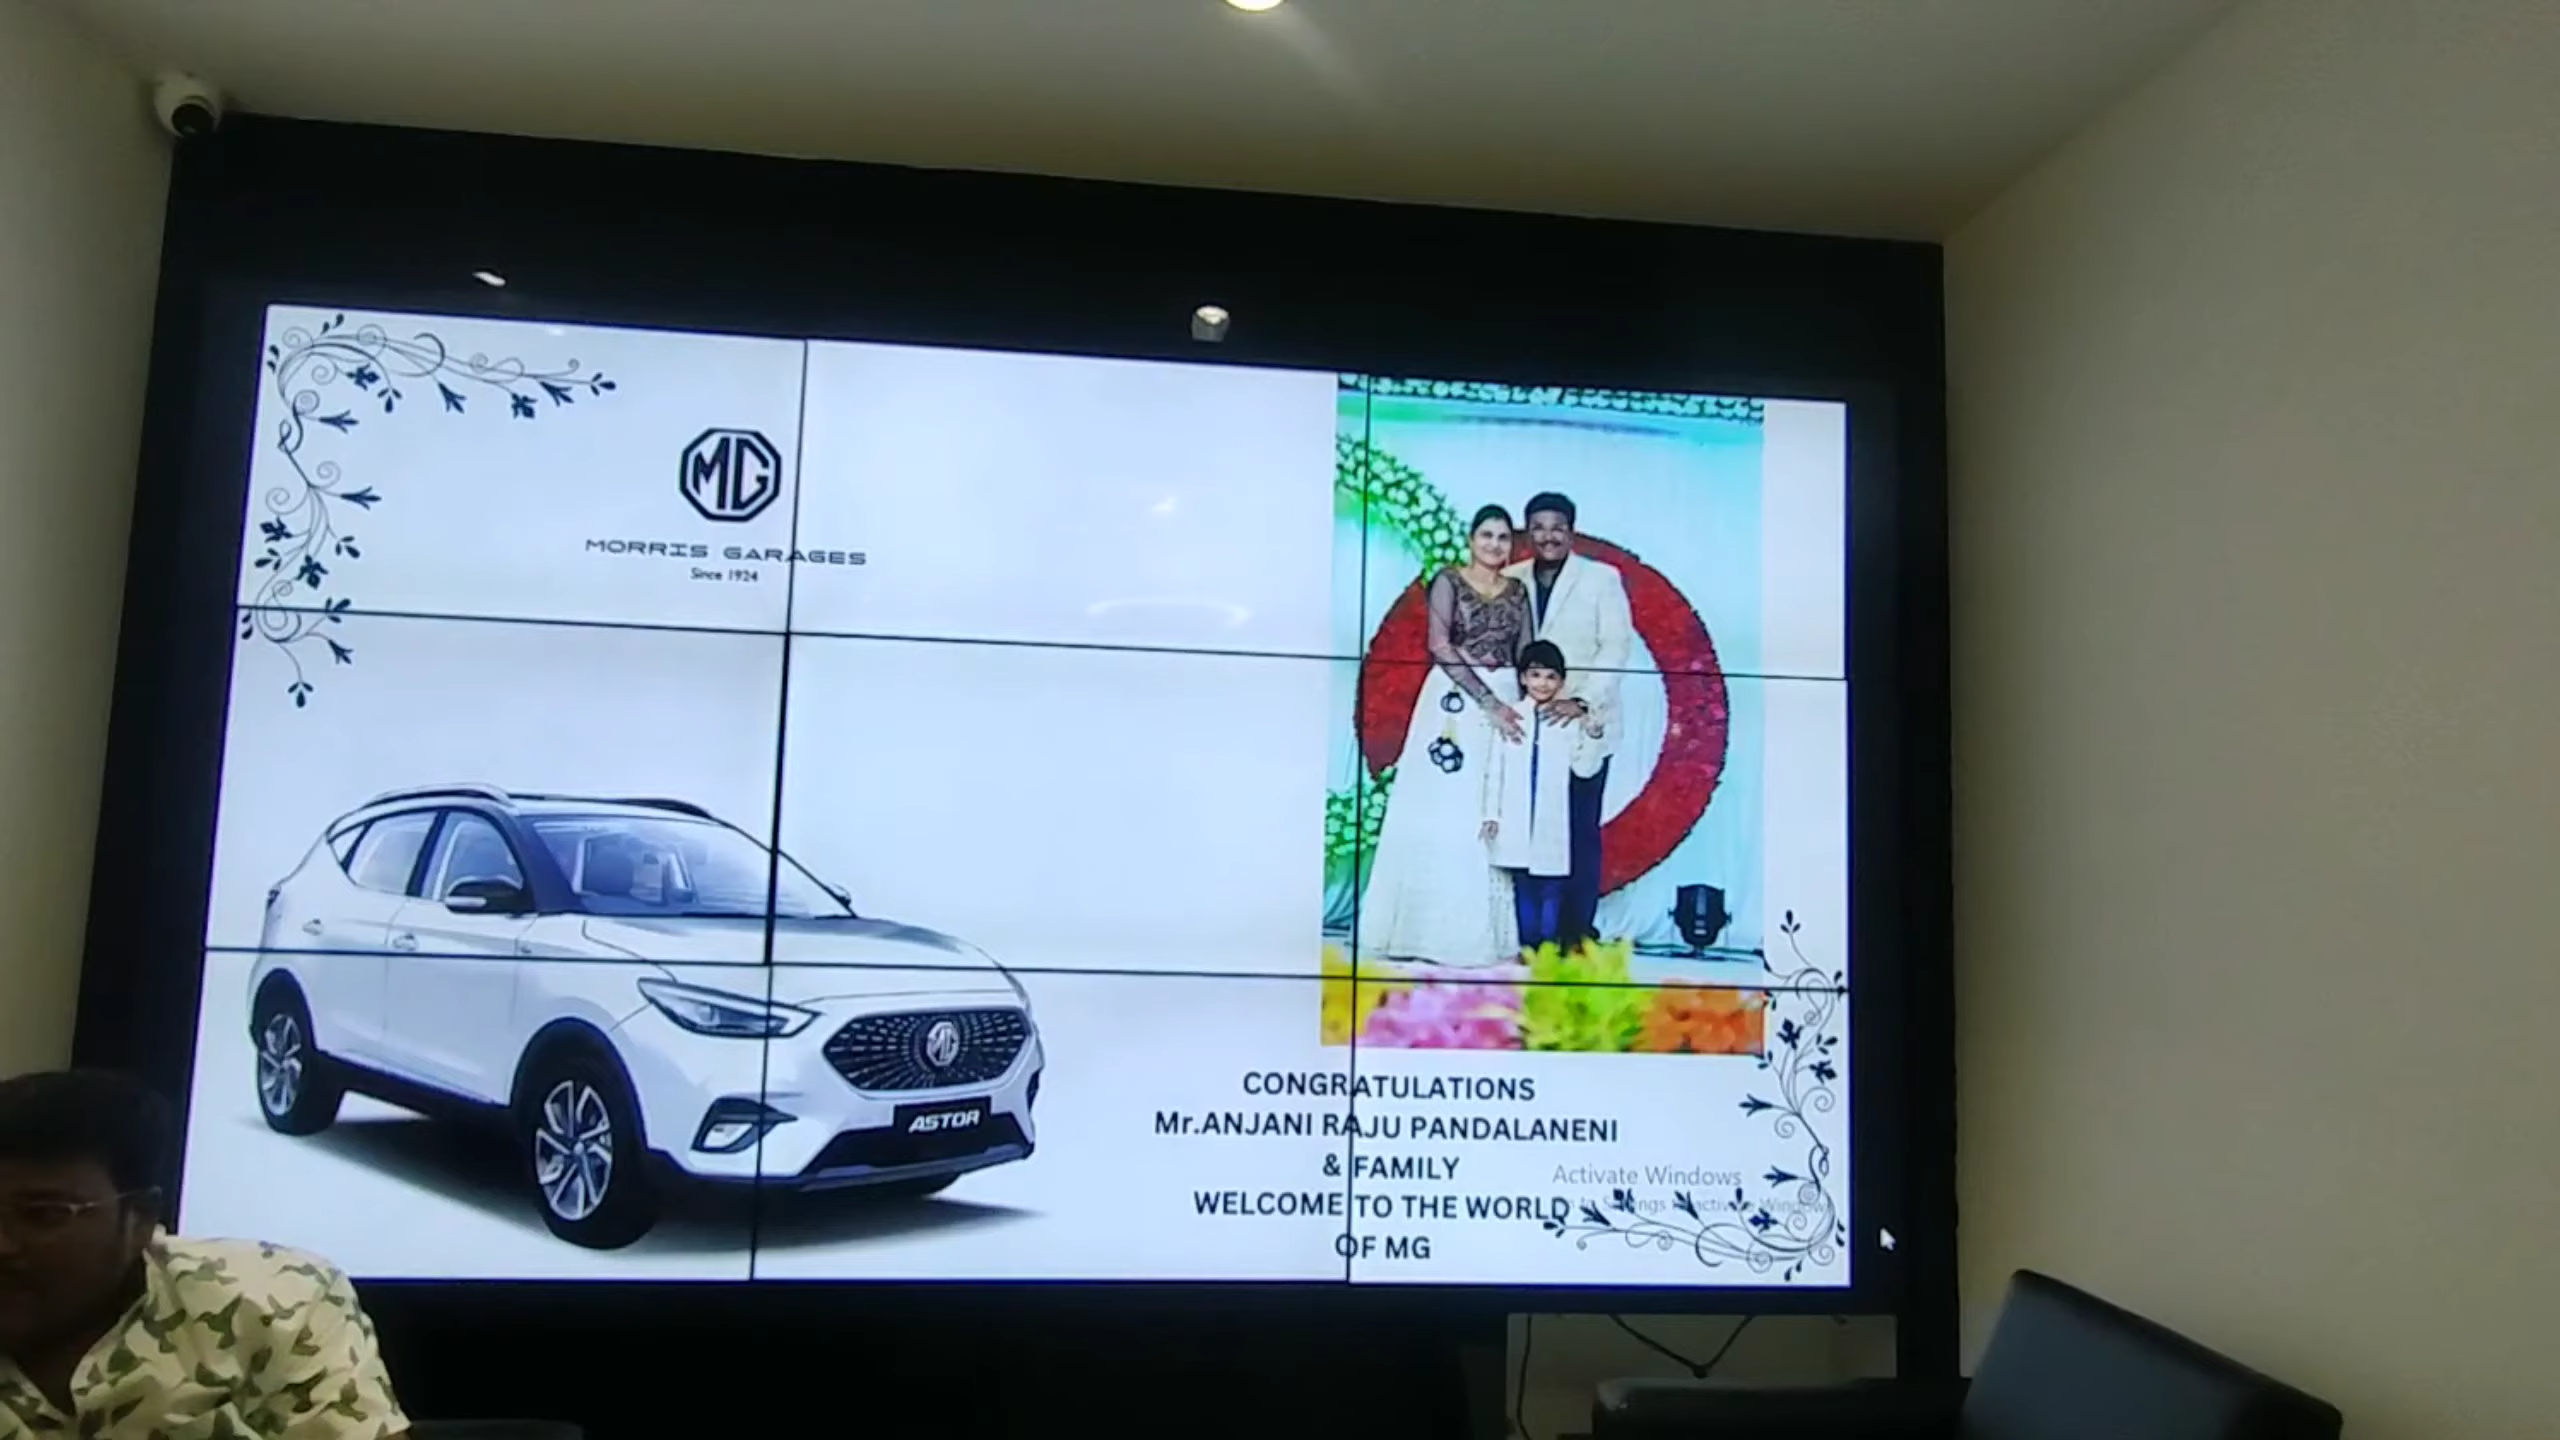 MG
MORRIS GARAGES
Since 1924
MG
ASTOR
CONGRATULATIONS
Mr.ANJANI RAJU PANDALANENI
& FAMILY
WELCOME TO THE WORLD
OF MG
Activate Windows